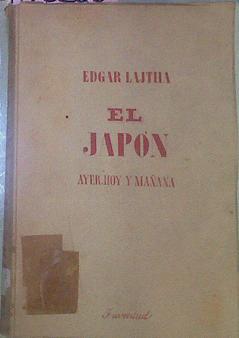 EDGAR LAJTHA
EL
JAPÓN
AYER, HOY Y MAÑANA
Juventud